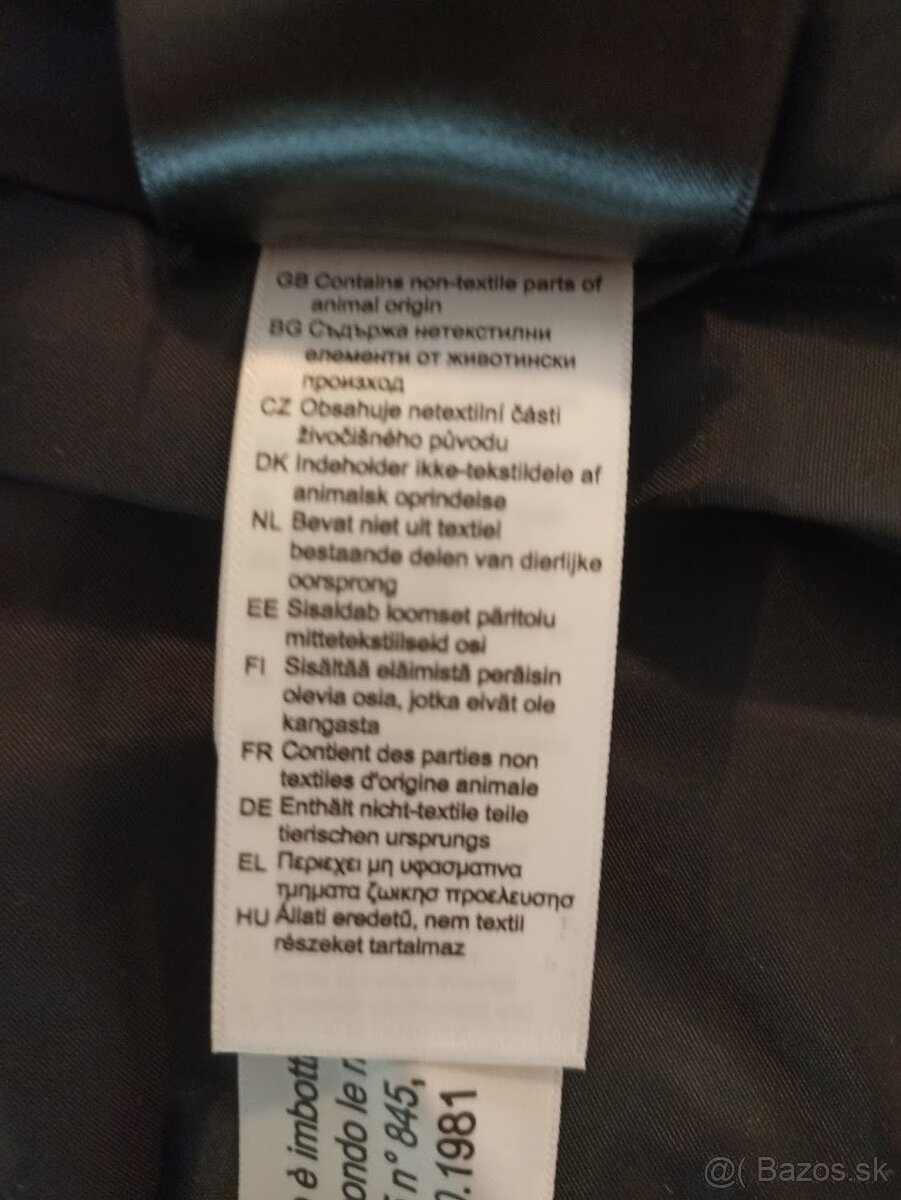 GB Contains non-textile parts of
animal origin
BG Съдържа нетекстилни
елементи от животински
произход
CZ Obsahuje netextilní části
živočišného původu
DK Indeholder ikke-tekstildele af
animalsk oprindelse
NL Bevat niet uit textiel
bestaande delen van dierlijke
oorsprong
EE Sisaldab loomset päritolu
mittetekstiilseid osi
FI Sisältää eläimistä peräisin
olevia osia, jotka eivät ole
kangasta
FR Contient des parties non
textiles d'origine animale
DE Enthält nicht-textile teile
tierischen ursprungs
EL Περιεχει μη υφασματινα
τμηματα ζωικησ προελευσησ
HU Állati eredetű, nem textil
részeket tartalmaz
è imbott
ondo le
n° 845,
.1981
@( Bazos.sk